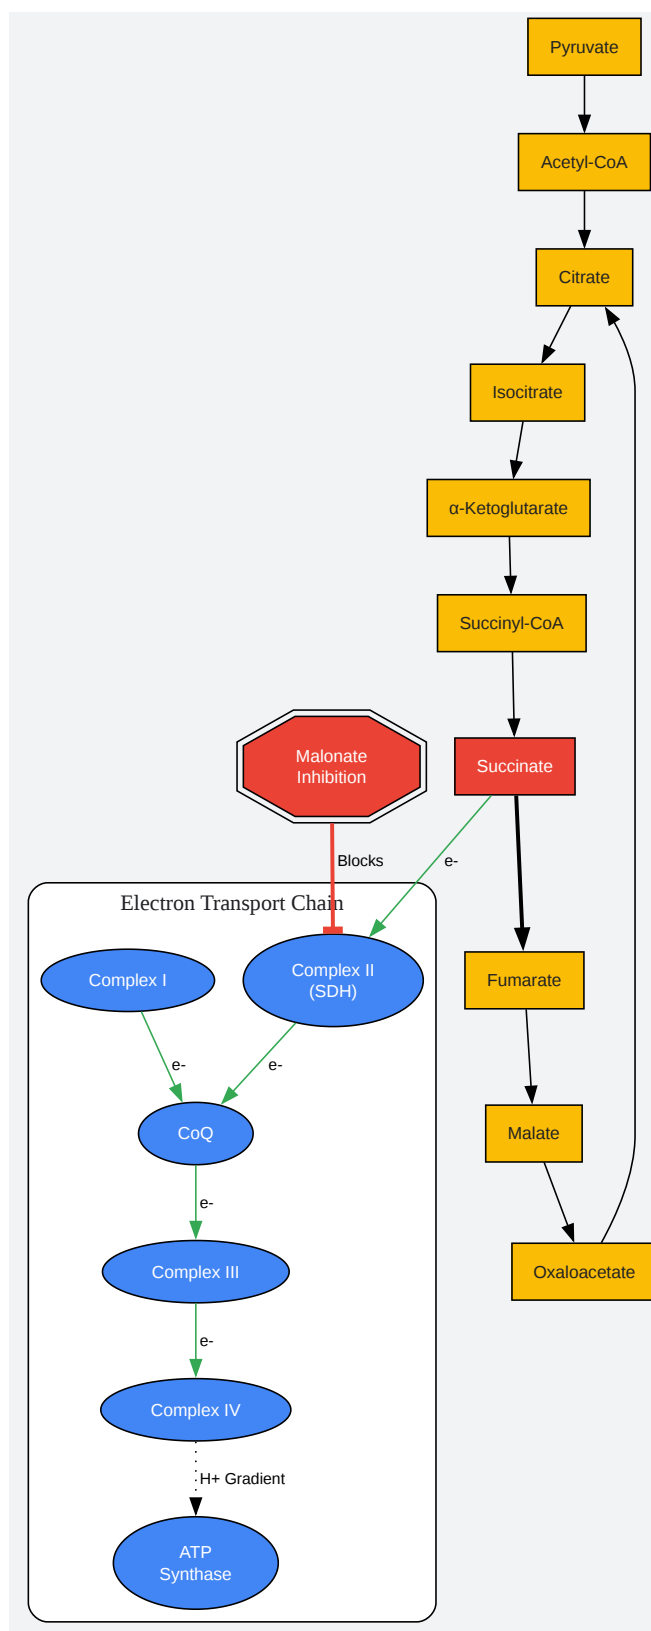 Pyruvate
Acetyl-CoA
Citrate
Isocitrate
α-Ketoglutarate
Succinyl-CoA
Malonate
Inhibition
Succinate
Blocks
e-
Electron Transport Chain
Complex I
Complex II
(SDH)
Fumarate
e-
e-
CoQ
Malate
e-
Complex III
Oxaloacetate
e-
Complex IV
H+ Gradient
ATP
Synthase